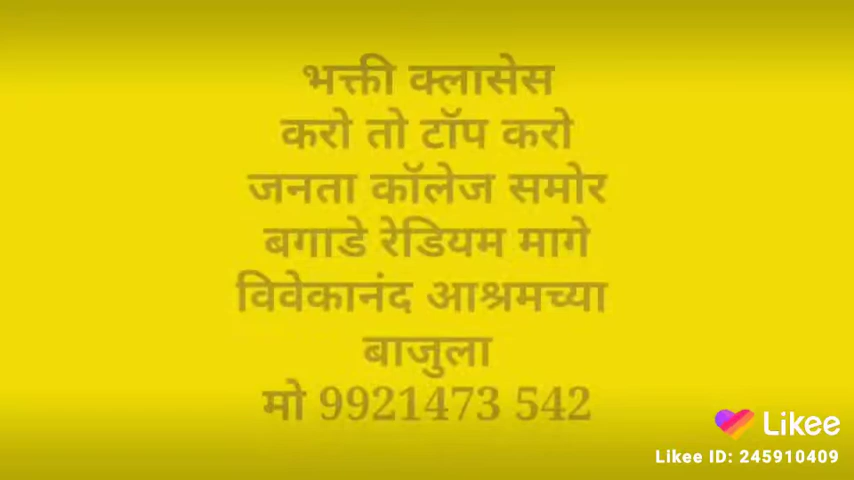 भक्ती क्लासेस
करो तो टॉप करो
जनता कॉलेज समोर
बगाडे रेडियम मागे
विवेकानंद आश्रमच्या
बाजुला
मो 9921473 542
Likee
Likee ID: 245910409